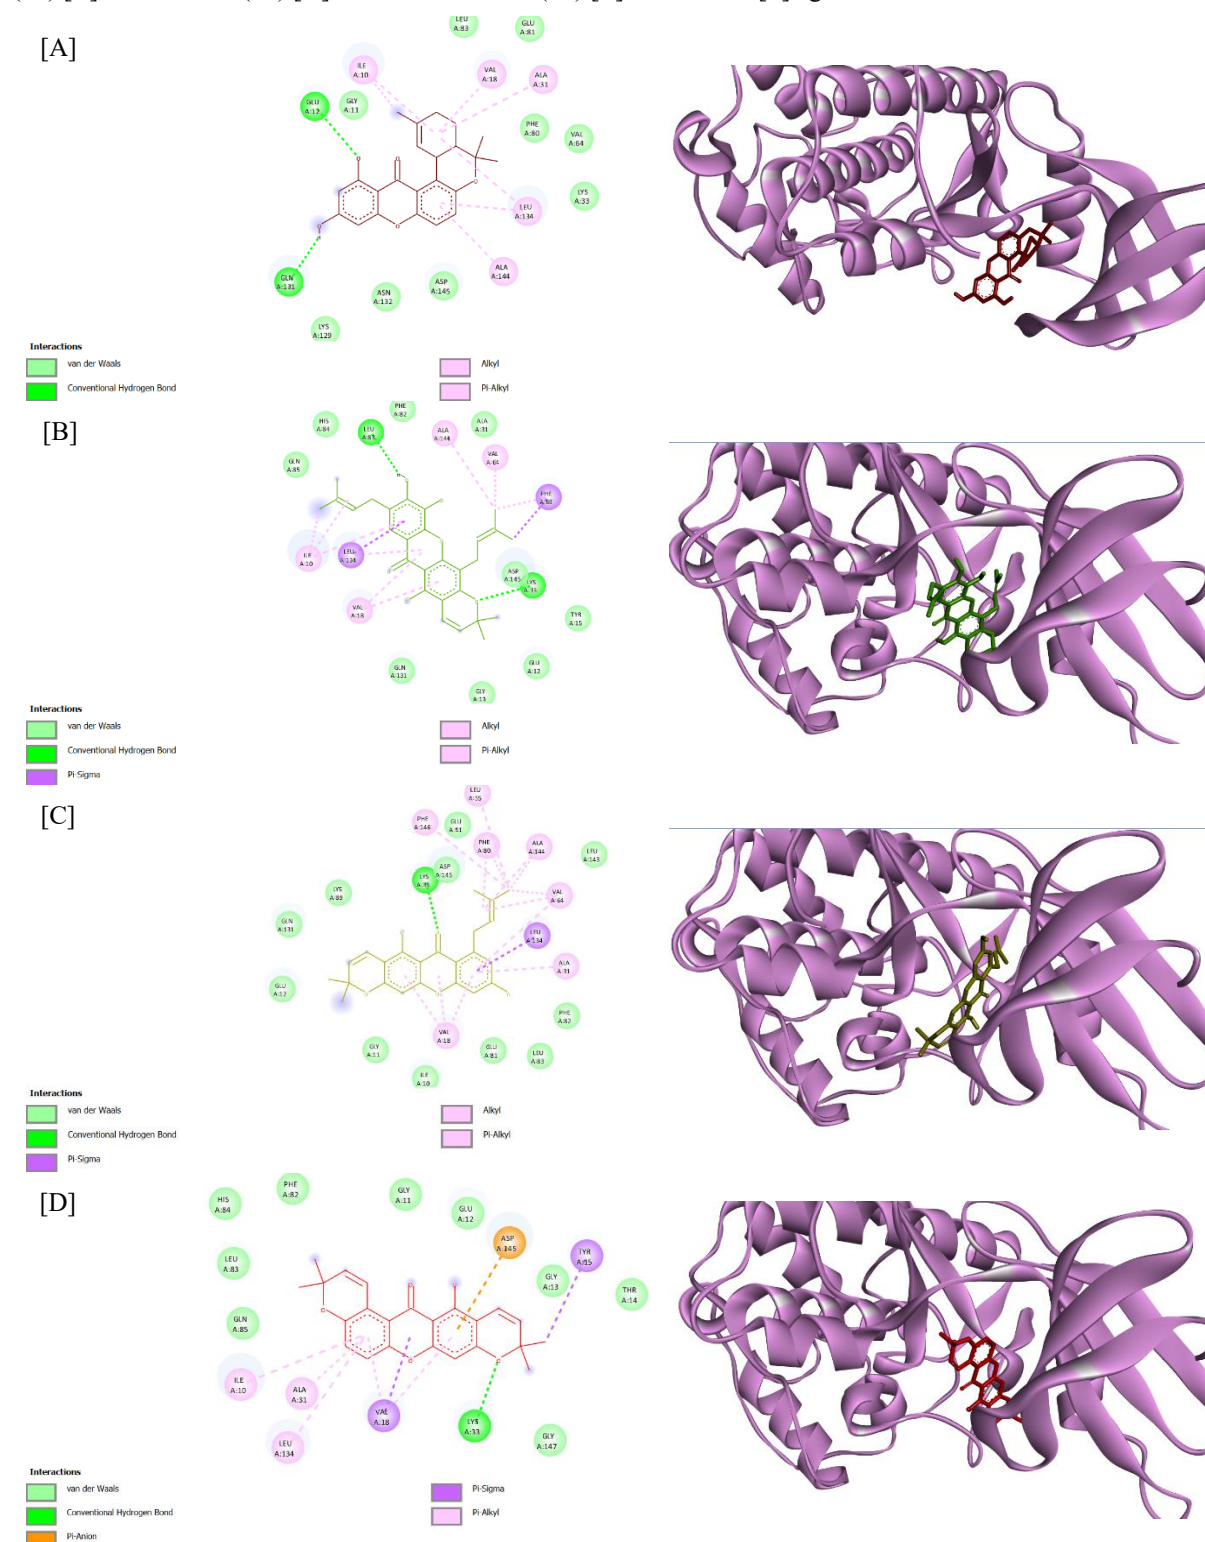 [A]
LEU A:83
GLU A:81
ILE A:10
VAL A:18
ALA A:31
GLU A:12
GLY A:11
PHE A:80
VAL A:64
LYS A:33
LEU A:134
ALA A:144
GLN A:131
ASN A:132
ASP A:145
LYS A:129
Interactions
van der Waals
Conventional Hydrogen Bond
Alkyl
Pi-Alkyl
[B]
PHE A:82
HIS A:84
LEU A:83
ALA A:144
ALA A:31
GLN A:85
VAL A:64
PHE A:80
ILE A:10
LEU A:134
ASP A:145
LYS A:33
VAL A:18
TYR A:15
GLN A:131
GLU A:12
GLY A:13
Interactions
van der Waals
Conventional Hydrogen Bond
Pi-Sigma
Alkyl
Pi-Alkyl
[C]
LEU A:55
PHE A:146
GLU A:51
PHE A:80
ALA A:144
LEU A:143
LYS
ASP A:145
LYS A:89
VAL A:64
GLN A:131
LEU A:134
ALA A:31
GLU A:12
PHE A:82
VAL A:18
GLY A:11
GLU A:81
LEU A:83
ILE A:10
Interactions
van der Waals
Conventional Hydrogen Bond
Pi-Sigma
Alkyl
Pi-Alkyl
[D]
HIS A:84
PHE A:82
GLY A:11
GLU A:12
ASP A:145
TYR A:15
LEU A:83
GLY A:13
THR A:14
GLN A:85
ILE A:10
ALA A:31
VAL A:18
LYS A:33
LEU A:134
GLY A:147
Interactions
van der Waals
Conventional Hydrogen Bond
Pi-Anion
Pi-Sigma
Pi-Alkyl